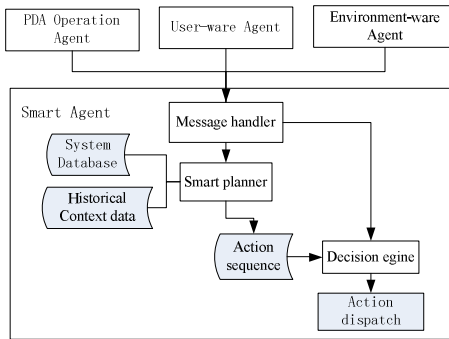 PDA Operation
Agent
User-ware Agent
Environment-ware
Agent
Smart Agent
Message handler
System
Database
Smart planner
Historical
Context data
Action
sequence
Decision egine
Action
dispatch